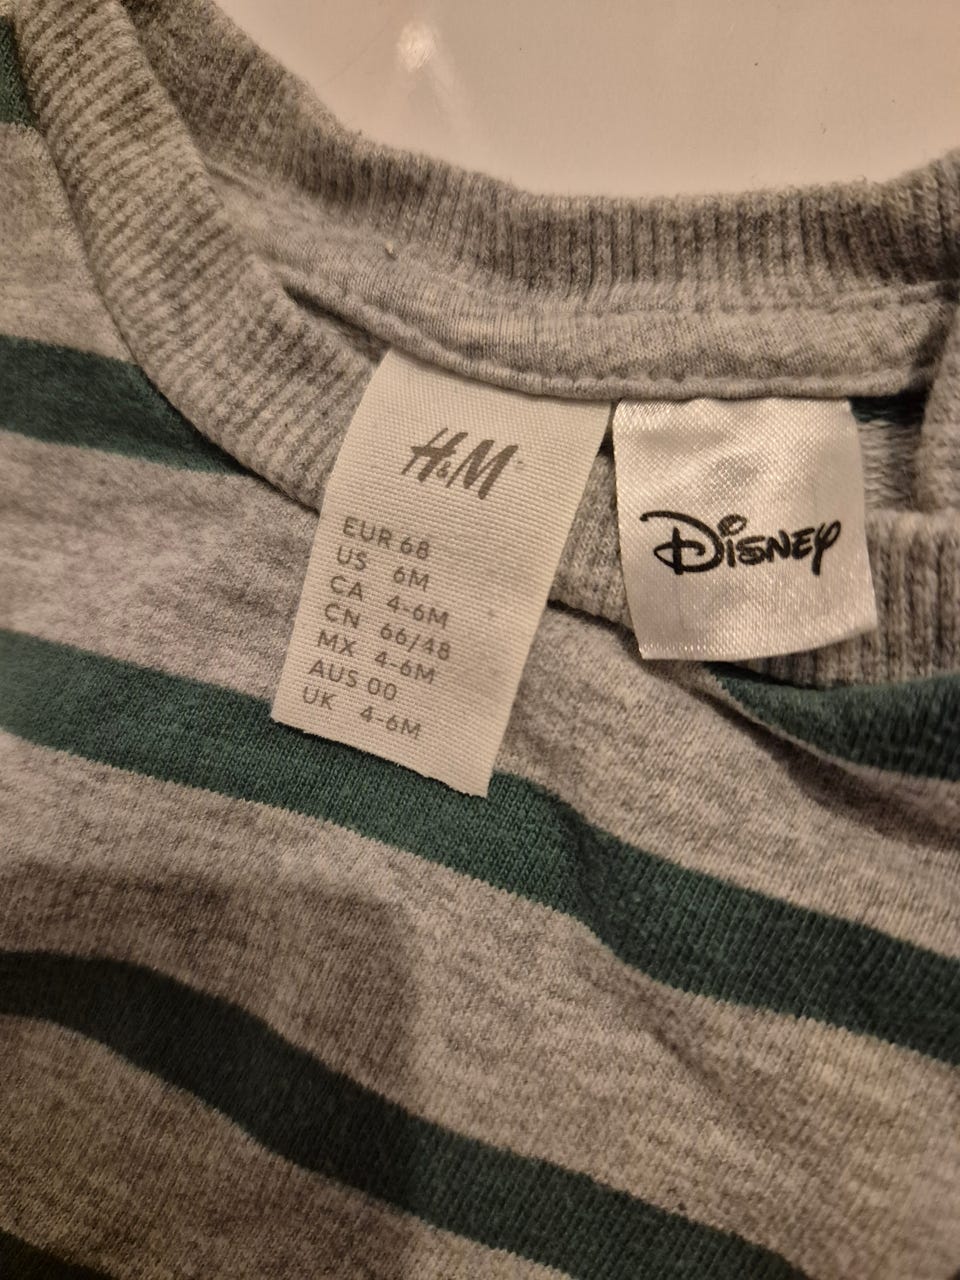 H&M
EUR 68
US 6M
CA 4-6M
CN 66/48
MX 4-6M
AUS 00
UK 4-6M
Disney